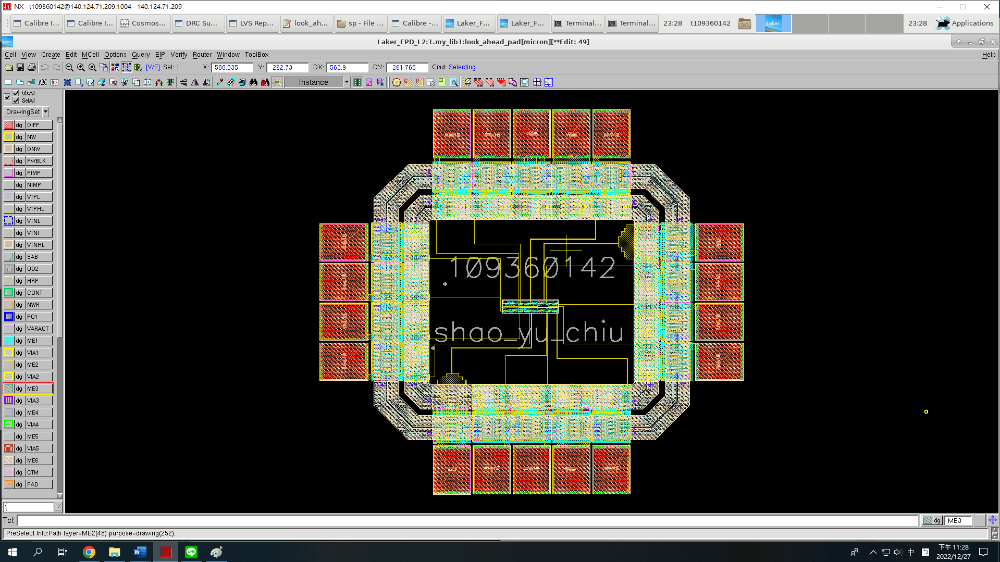 NX - t109360142@140.124.71.209:1004 - 140.124.71.209
Calibre I... Calibre I... Cosmos... DRC Su... LVS Rep... look_ah... sp - File ... Calibre -... Laker_F... Laker_F... Terminal... Terminal... 23:28 t109360142 Laker 23:28 Applications
Laker_FPD_L2:1.my_lib1:look_ahead_pad[micron][**Edit: 49]
Cell View Create Edit MCell Options Query EIP Verify Router Window ToolBox Help
[V/E] Sel: 1 X: 588.835 Y: -262.73 DX: 563.9 DY: -261.765 Cmd: Selecting
ABC Instance
VisAll
SelAll
DrawingSet
dg DIFF
dg NW
dg DNW
dg PWBLK
dg PIMP
dg NIMP
dg VTPL
dg VTPHL
dg VTNL
dg VTNI
dg VTNHL
dg SAB
dg OD2
dg HRP
dg CONT
dg NWR
dg PO1
dg VARACT
dg ME1
dg VIA1
dg ME2
dg VIA2
dg ME3
dg VIA3
dg ME4
dg VIA4
dg ME5
dg VIA5
dg ME6
dg CTM
dg PAD
109360142
shao_yu_chiu
Tcl: dg ME3
PreSelect Info:Path layer=ME2(48) purpose=drawing(252).
中 下午 11:28
2022/12/27